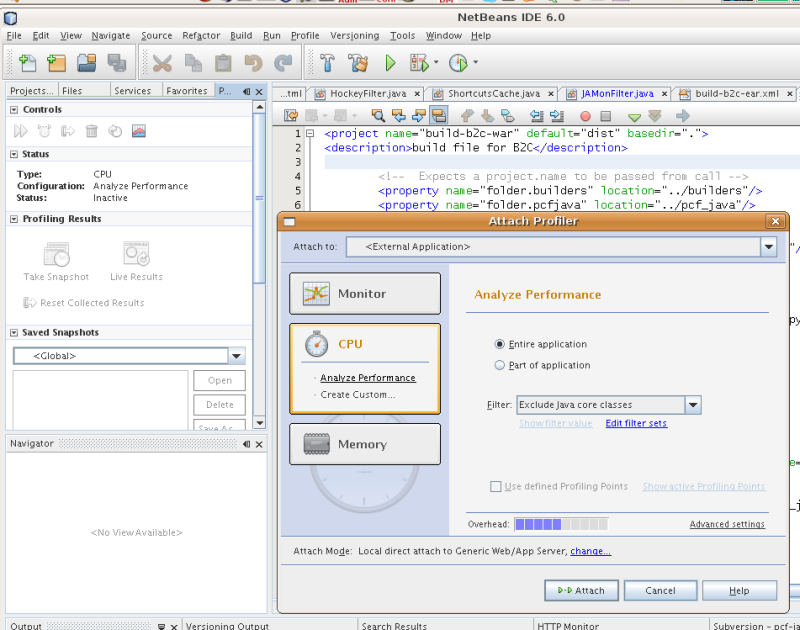 NetBeans IDE 6.0
File Edit View Navigate Source Refactor Build Run Profile Versioning Tools Window Help
Projects... Files Services Favorites P...
...tml HockeyFilter.java ShortcutsCache.java JAMonFilter.java build-b2c-ear.xml
Controls
Status
Type: CPU
Configuration: Analyze Performance
Status: Inactive
Profiling Results
Take Snapshot Live Results
Reset Collected Results
Saved Snapshots
<Global>
Open
Delete
Save As...
Navigator
<No View Available>
1 <project name="build-b2c-war" default="dist" basedir=".">
2 <description>build file for B2C</description>
3
4 <!-- Expects a project.name to be passed from call -->
5 <property name="folder.builders" location="../builders"/>
6 <property name="folder.pcfjava" location="../pcf_java"/>
Attach Profiler
Attach to: <External Application>
Monitor
CPU
Analyze Performance
Create Custom...
Memory
Analyze Performance
Entire application
Part of application
Filter: Exclude Java core classes
Show filter value Edit filter sets
Use defined Profiling Points Show active Profiling Points
Overhead: Advanced settings
Attach Mode: Local direct attach to Generic Web/App Server, change...
Attach Cancel Help
Output Versioning Output Search Results HTTP Monitor Subversion - pcf-ja